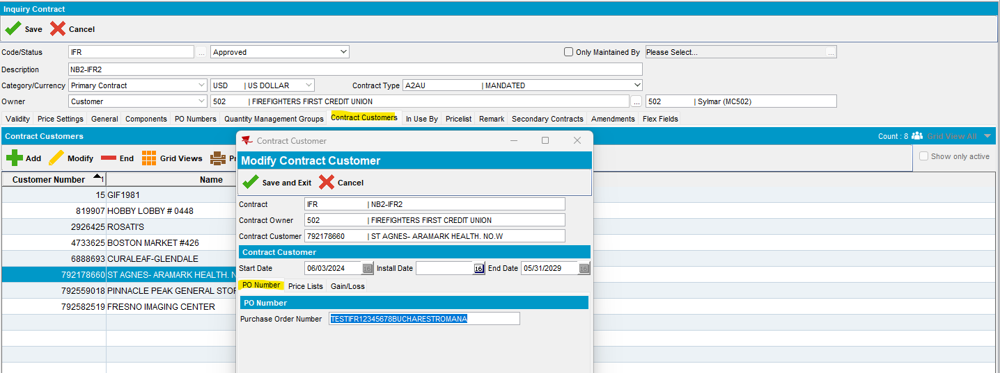 Inquiry Contract
Save Cancel
Code/Status IFR ... Approved Only Maintained By Please Select... ...
Description NB2-IFR2
Category/Currency Primary Contract USD | US DOLLAR Contract Type A2AU | MANDATED
Owner Customer 502 | FIREFIGHTERS FIRST CREDIT UNION ... 502 | Sylmar (MC502)
Validity Price Settings General Components PO Numbers Quantity Management Groups Contract Customers In Use By Pricelist Remark Secondary Contracts Amendments Flex Fields
Contract Customers Count : 8 Grid View All
Add Modify End Grid Views Show only active
Customer Number 1 Name
15 GIF1981
819907 HOBBY LOBBY # 0448
2926425 ROSATI'S
4733625 BOSTON MARKET #426
6888693 CURALEAF-GLENDALE
792178660 ST AGNES- ARAMARK HEALTH. N
792559018 PINNACLE PEAK GENERAL STO
792582519 FRESNO IMAGING CENTER
Contract Customer
Modify Contract Customer
Save and Exit Cancel
Contract IFR | NB2-IFR2
Contract Owner 502 | FIREFIGHTERS FIRST CREDIT UNION
Contract Customer 792178660 | ST AGNES- ARAMARK HEALTH. NO.W
Contract Customer
Start Date 06/03/2024 16 Install Date 16 End Date 05/31/2029 16
PO Number Price Lists Gain/Loss
PO Number
Purchase Order Number TESTIFR12345678BUCHARESTROMANA